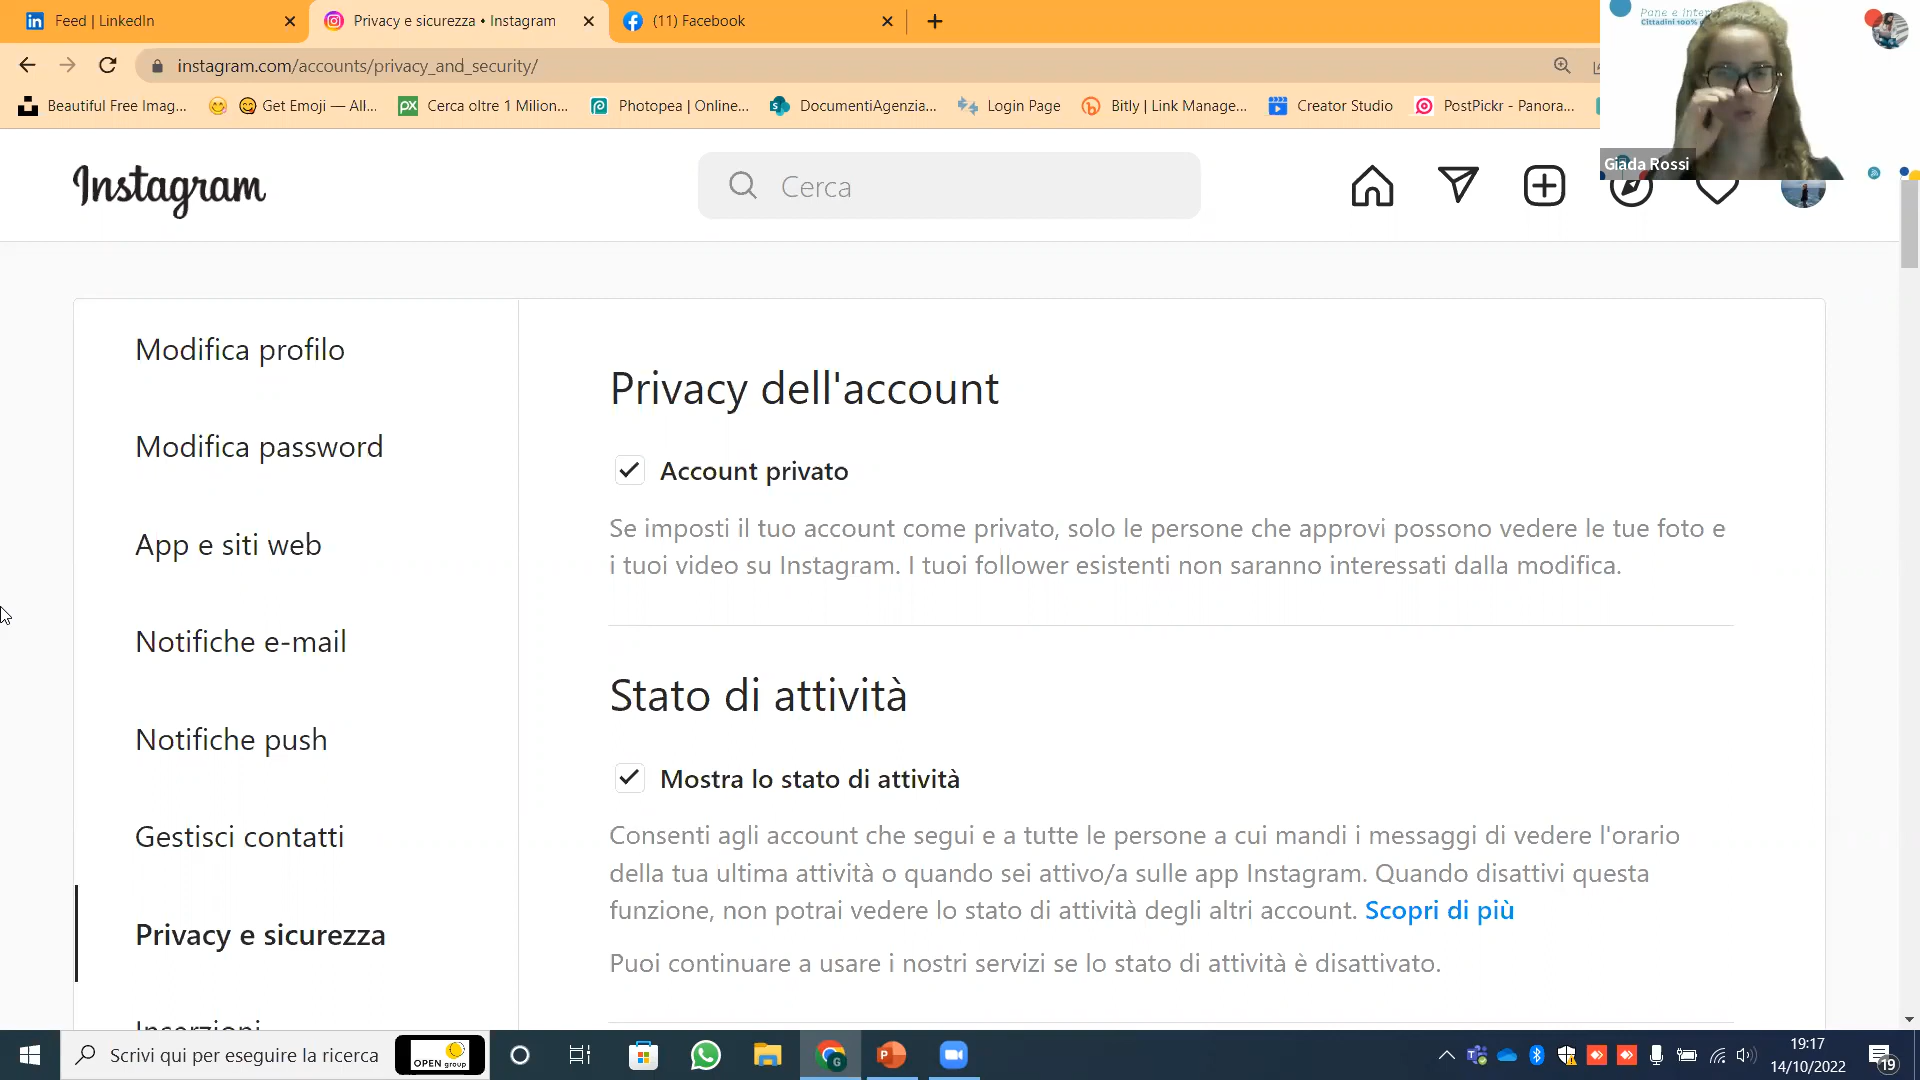 Feed | LinkedIn
Privacy e sicurezza • Instagram
(11) Facebook
instagram.com/accounts/privacy_and_security/
Beautiful Free Imag...
Get Emoji — All...
Cerca oltre 1 Milion...
Photopea | Online...
DocumentiAgenzia...
Login Page
Bitly | Link Manage...
Creator Studio
PostPickr - Panora...
Giada Rossi
Instagram
Cerca
Modifica profilo
Modifica password
App e siti web
Notifiche e-mail
Notifiche push
Gestisci contatti
Privacy e sicurezza
Inserzioni
Privacy dell'account
Account privato
Se imposti il tuo account come privato, solo le persone che approvi possono vedere le tue foto e
i tuoi video su Instagram. I tuoi follower esistenti non saranno interessati dalla modifica.
Stato di attività
Mostra lo stato di attività
Consenti agli account che segui e a tutte le persone a cui mandi i messaggi di vedere l'orario
della tua ultima attività o quando sei attivo/a sulle app Instagram. Quando disattivi questa
funzione, non potrai vedere lo stato di attività degli altri account. Scopri di più
Puoi continuare a usare i nostri servizi se lo stato di attività è disattivato.
Scrivi qui per eseguire la ricerca
OPEN group
19:17
14/10/2022
19